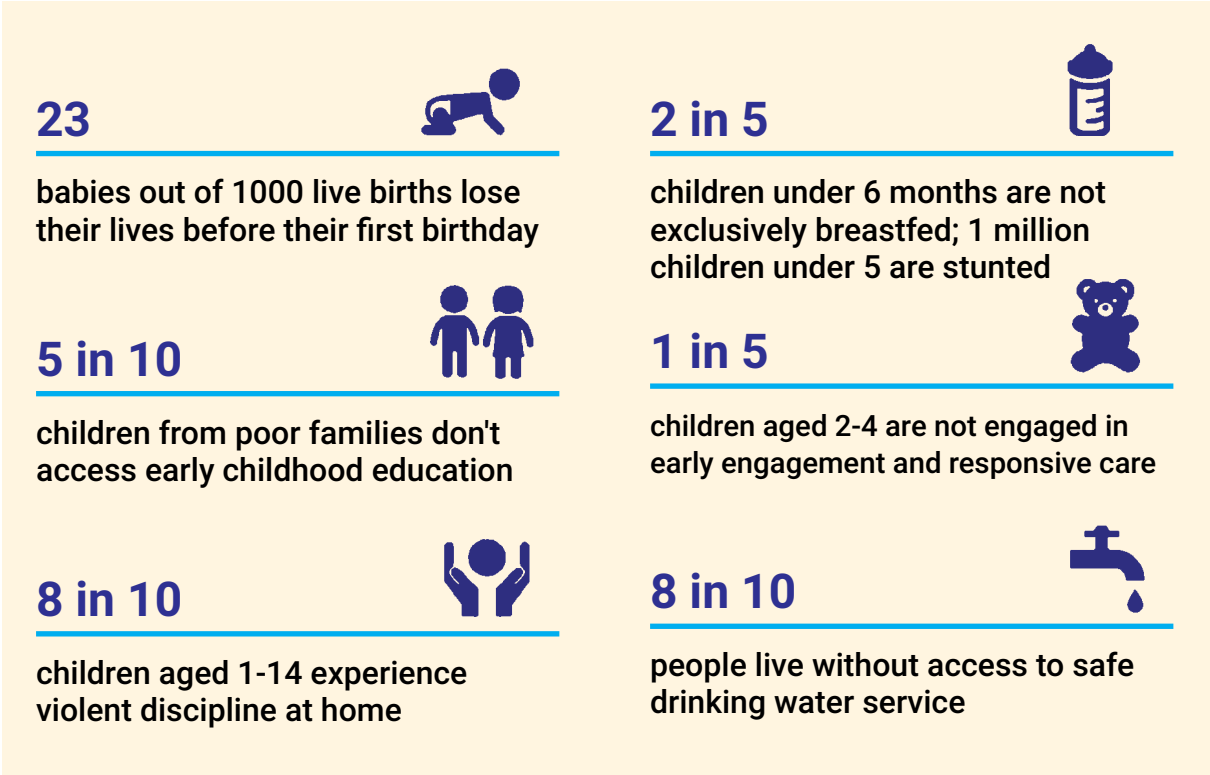 23
babies out of 1000 live births lose
their lives before their first birthday
2 in 5
children under 6 months are not
exclusively breastfed; 1 million
children under 5 are stunted
5 in 10
children from poor families don't
access early childhood education
1 in 5
children aged 2-4 are not engaged in
early engagement and responsive care
8 in 10
children aged 1-14 experience
violent discipline at home
8 in 10
people live without access to safe
drinking water service